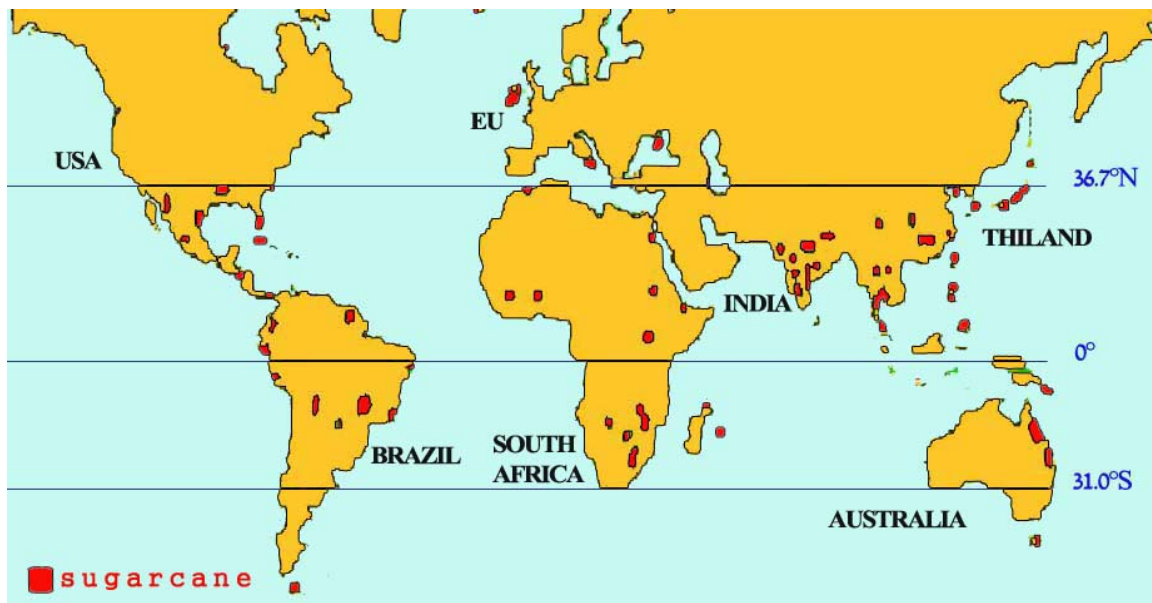 EU
USA
36.7°N
THILAND
INDIA
0°
BRAZIL
SOUTH
AFRICA
31.0°S
AUSTRALIA
sugarcane